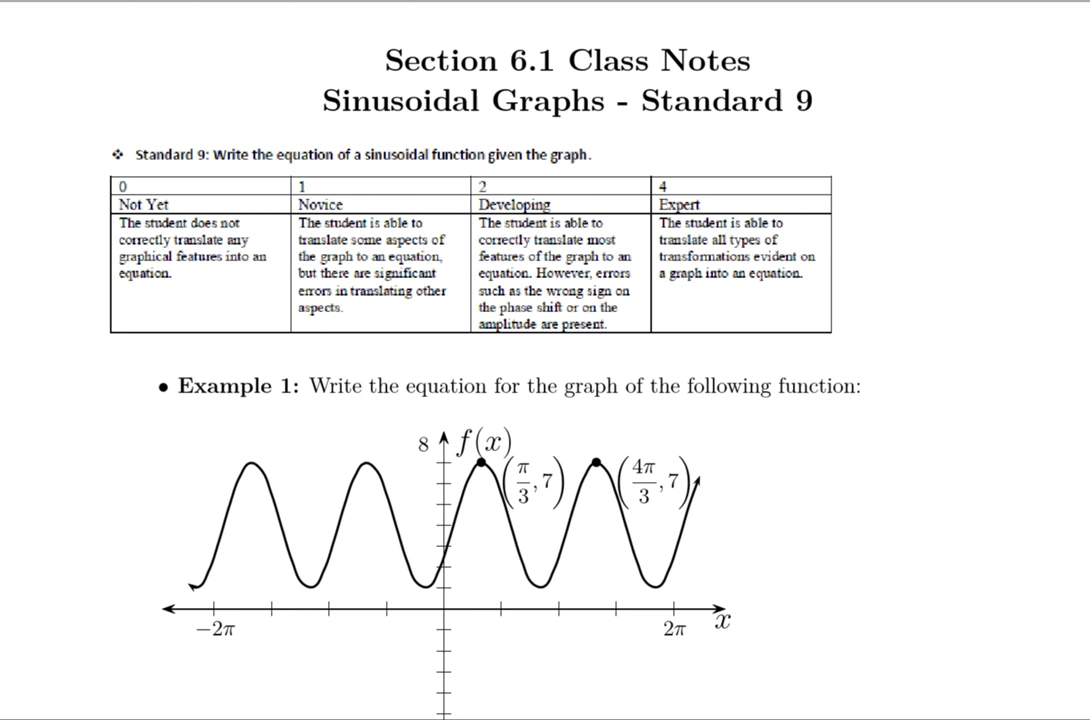 Section 6.1 Class Notes
Sinusoidal Graphs - Standard 9
❖ Standard 9: Write the equation of a sinusoidal function given the graph.
0 1 2 4
Not Yet Novice Developing Expert
The student does not correctly translate any graphical features into an equation.
The student is able to translate some aspects of the graph to an equation, but there are significant errors in translating other aspects.
The student is able to correctly translate most features of the graph to an equation. However, errors such as the wrong sign on the phase shift or on the amplitude are present.
The student is able to translate all types of transformations evident on a graph into an equation.
• Example 1: Write the equation for the graph of the following function:
8 f(x)
(π/3, 7) (4π/3, 7)
−2π 2π x